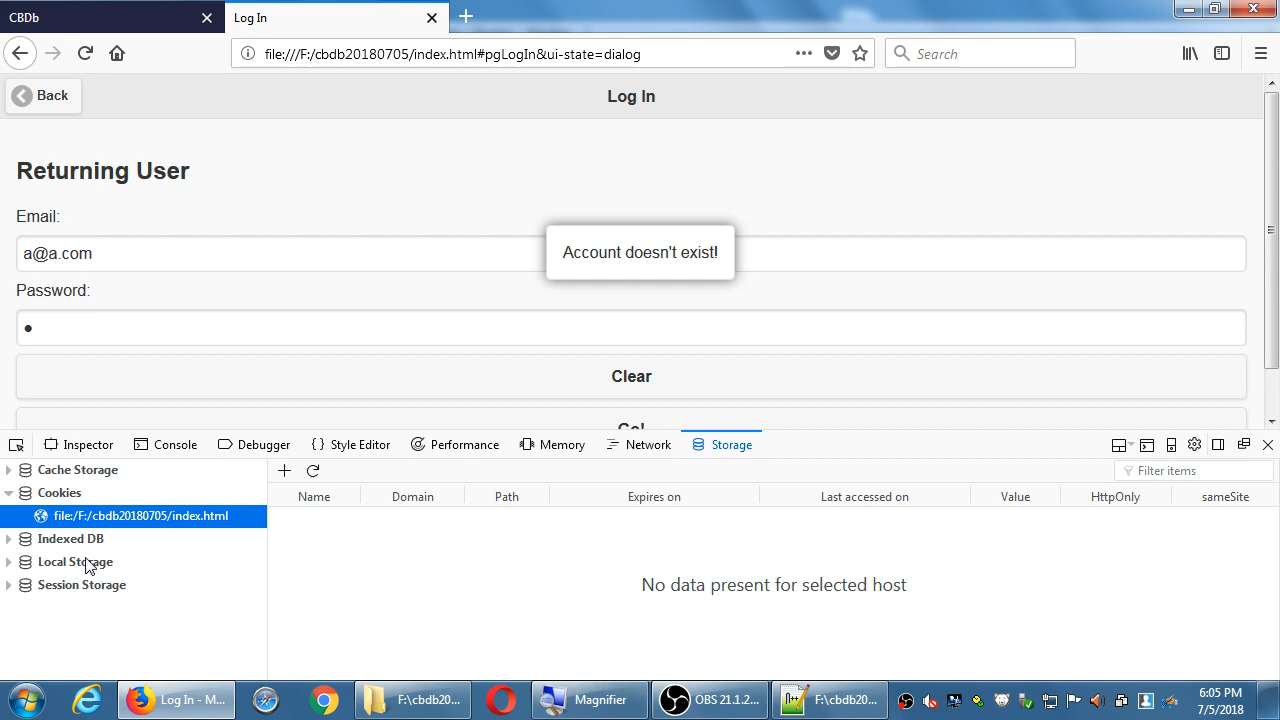 CBDb
Log In
file:///F:/cbdb20180705/index.html#pgLogIn&ui-state=dialog
Search
Back
Log In
Returning User
Email:
a@a.com
Account doesn't exist!
Password:
Clear
Go!
Inspector
Console
Debugger
Style Editor
Performance
Memory
Network
Storage
Cache Storage
Filter items
Cookies
Name Domain Path Expires on Last accessed on Value HttpOnly sameSite
file:/F:/cbdb20180705/index.html
Indexed DB
Local Storage
Session Storage
No data present for selected host
Log In - M...
F:\cbdb20...
Magnifier
OBS 21.1.2...
F:\cbdb20...
6:05 PM
7/5/2018